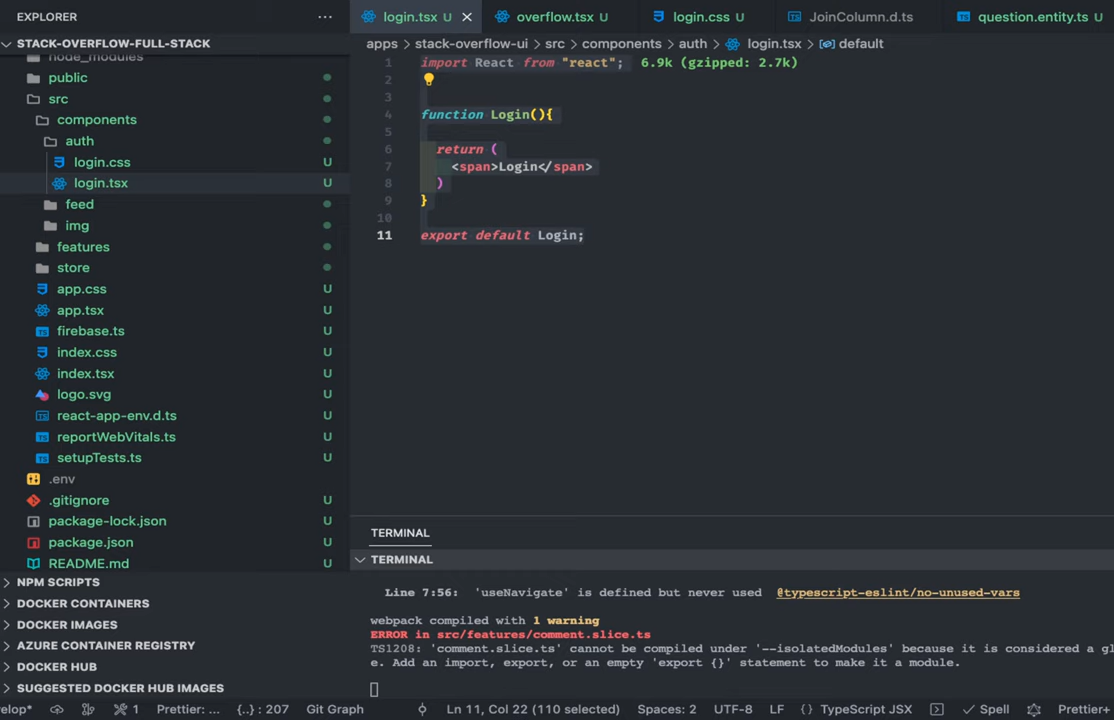 EXPLORER
login.tsx
overflow.tsx
login.css
JoinColumn.d.ts
question.entity.ts U
STACK-OVERFLOW-FULL-STACK
apps > stack-overflow-ui > src > components > auth > login.tsx > default
node_modules
public
src
components
auth
login.css U
login.tsx U
feed
img
features
store
app.css U
app.tsx U
firebase.ts U
index.css U
index.tsx U
logo.svg U
react-app-env.d.ts U
reportWebVitals.ts U
setupTests.ts U
.env
.gitignore U
package-lock.json U
package.json U
README.md U
NPM SCRIPTS
DOCKER CONTAINERS
DOCKER IMAGES
AZURE CONTAINER REGISTRY
DOCKER HUB
SUGGESTED DOCKER HUB IMAGES
1 import React from "react"; 6.9k (gzipped: 2.7k)
2
3
4 function Login(){
5
6 return (
7 <span>Login</span>
8 )
9 }
10
11 export default Login;
TERMINAL
TERMINAL
Line 7:56: 'useNavigate' is defined but never used @typescript-eslint/no-unused-vars
webpack compiled with 1 warning
ERROR in src/features/comment.slice.ts
TS1208: 'comment.slice.ts' cannot be compiled under '--isolatedModules' because it is considered a gl
e. Add an import, export, or an empty 'export {}' statement to make it a module.
velop* 1 Prettier: ... {..} : 207 Git Graph Ln 11, Col 22 (110 selected) Spaces: 2 UTF-8 LF {} TypeScript JSX Spell Prettier+